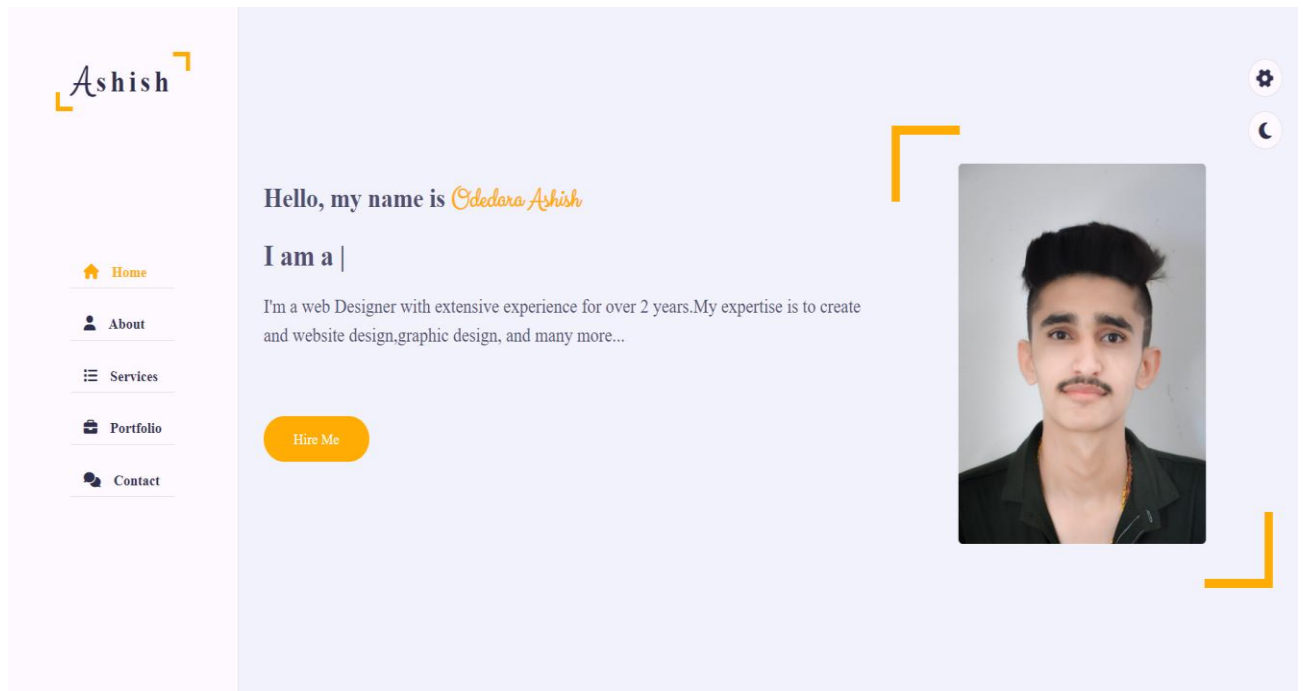 Ashish
Home
About
Services
Portfolio
Contact
Hello, my name is Odedara Ashish
I am a |
I'm a web Designer with extensive experience for over 2 years.My expertise is to create
and website design,graphic design, and many more...
Hire Me